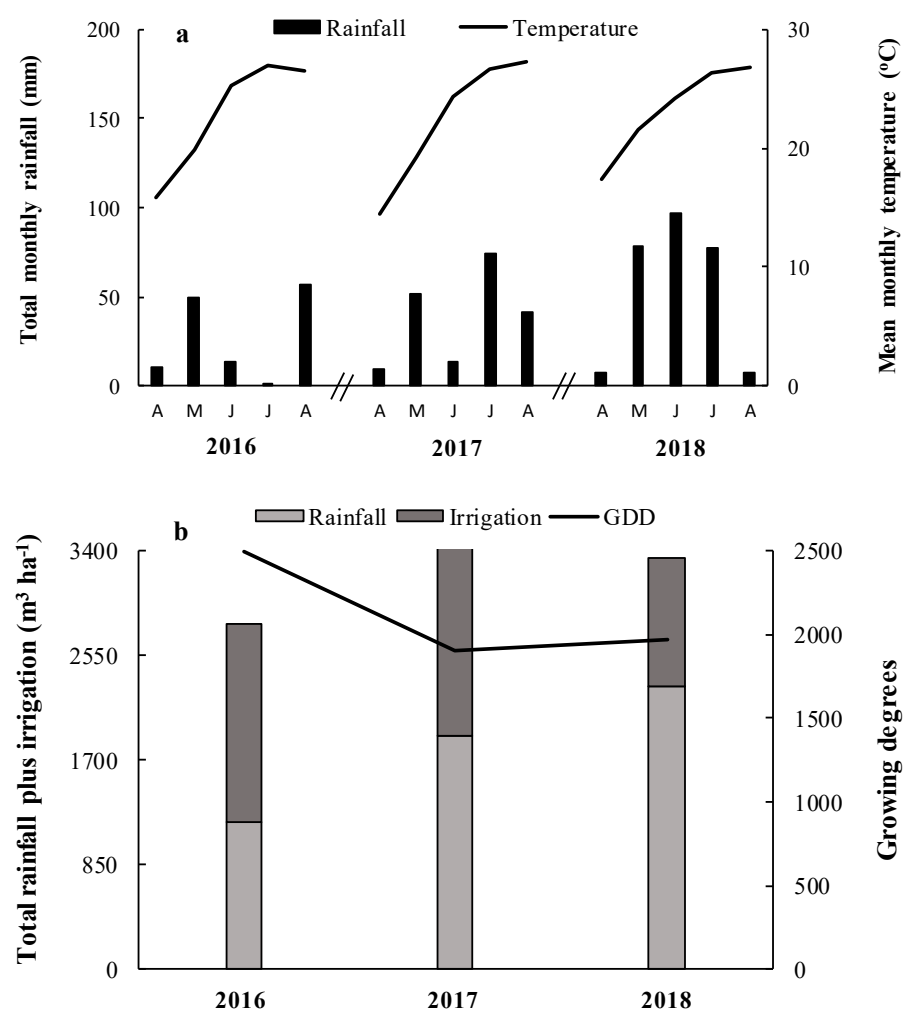 a
Rainfall Temperature
Total monthly rainfall (mm)
200
150
100
50
0
30
20
10
0
Mean monthly temperature (ºC)
A M J J A A M J J A A M J J A
2016 2017 2018
b
Rainfall Irrigation GDD
Total rainfall plus irrigation (m³ ha⁻¹)
3400
2550
1700
850
0
2500
2000
1500
1000
500
0
Growing degrees
2016 2017 2018